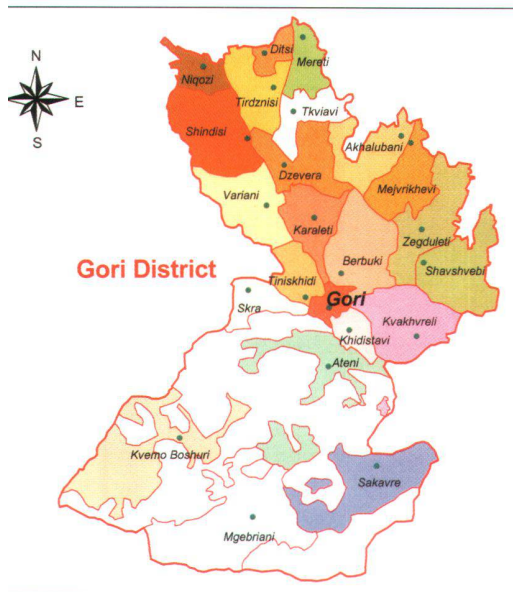 N
E
S
Ditsi
Mereti
Niqozi
Tirdznisi
Tkviavi
Shindisi
Akhalubani
Dzevera
Mejvrikhevi
Variani
Karaleti
Zegduleti
Berbuki
Gori District
Shavshvebi
Tiniskhidi
Gori
Skra
Kvakhvreli
Khidistavi
Ateni
Kvemo Boshuri
Sakavre
Mgebriani